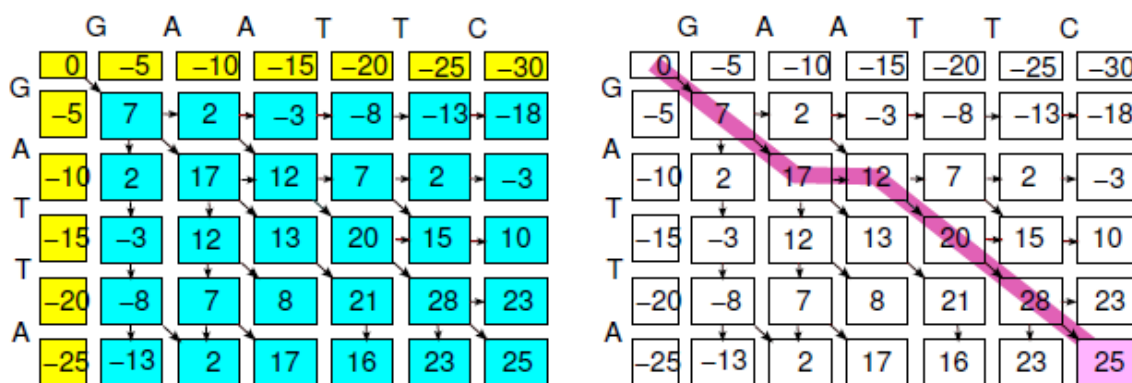 G A A T T C G A A T T C
0 −5 −10 −15 −20 −25 −30 0 −5 −10 −15 −20 −25 −30
G G
−5 7 2 −3 −8 −13 −18 −5 7 2 −3 −8 −13 −18
A A
−10 2 17 12 7 2 −3 −10 2 17 12 7 2 −3
T T
−15 −3 12 13 20 15 10 −15 −3 12 13 20 15 10
T T
−20 −8 7 8 21 28 23 −20 −8 7 8 21 28 23
A A
−25 −13 2 17 16 23 25 −25 −13 2 17 16 23 25